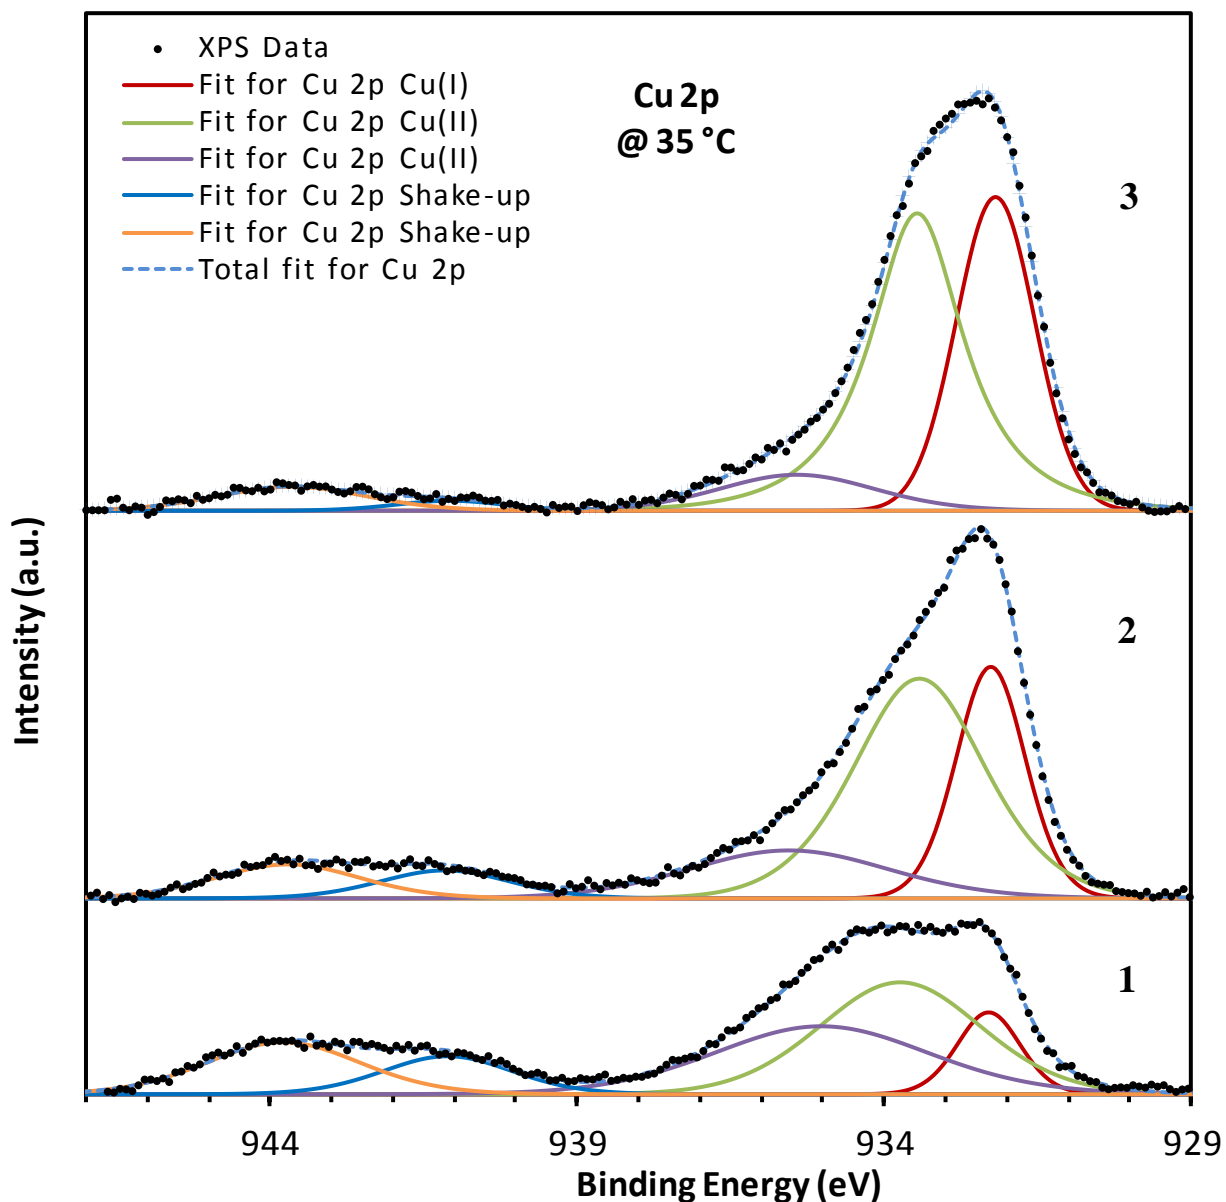 XPS Data
Fit for Cu 2p Cu(I)
Fit for Cu 2p Cu(II)
Fit for Cu 2p Cu(II)
Fit for Cu 2p Shake-up
Fit for Cu 2p Shake-up
Total fit for Cu 2p
Cu 2p
@ 35 °C
3
2
1
Intensity (a.u.)
944 939 934 929
Binding Energy (eV)